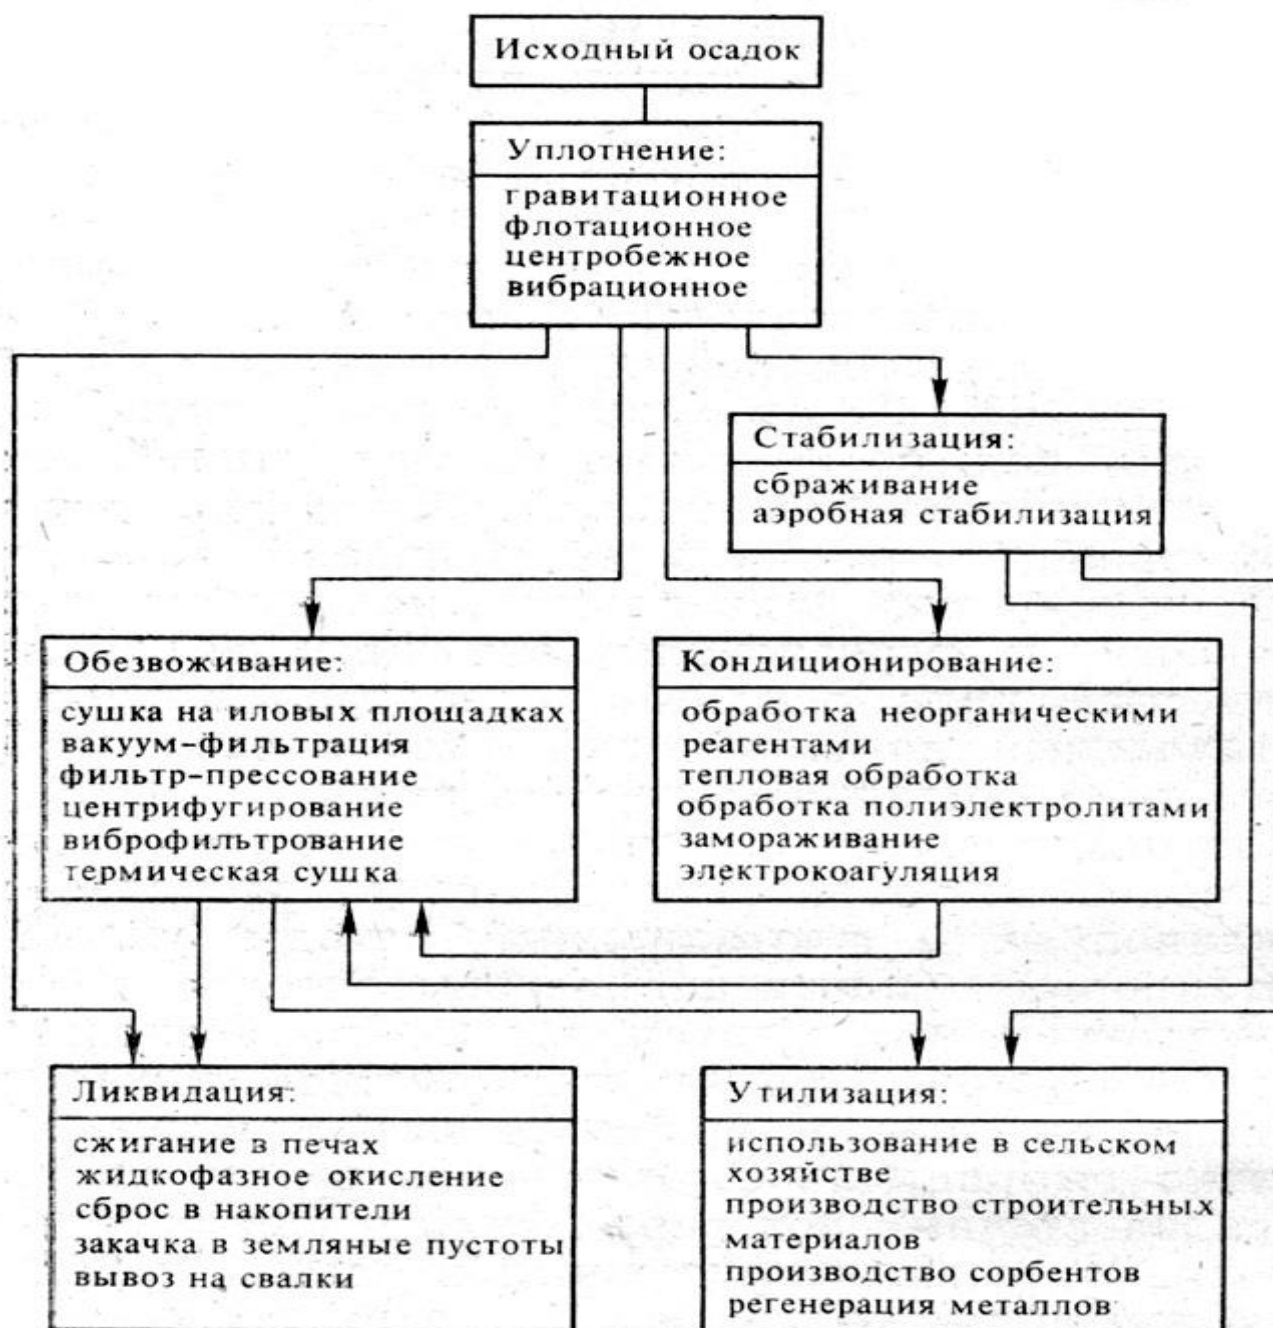 Исходный осадок
Уплотнение:
гравитационное
флотационное
центробежное
вибрационное
Стабилизация:
сбраживание
аэробная стабилизация
Обезвоживание:
сушка на иловых площадках
вакуум-фильтрация
фильтр-прессование
центрифугирование
виброфильтрование
термическая сушка
Кондиционирование:
обработка неорганическими
реагентами
тепловая обработка
обработка полиэлектролитами
замораживание
электрокоагуляция
Ликвидация:
сжигание в печах
жидкофазное окисление
сброс в накопители
закачка в земляные пустоты
вывоз на свалки
Утилизация:
использование в сельском
хозяйстве
производство строительных
материалов
производство сорбентов
регенерация металлов